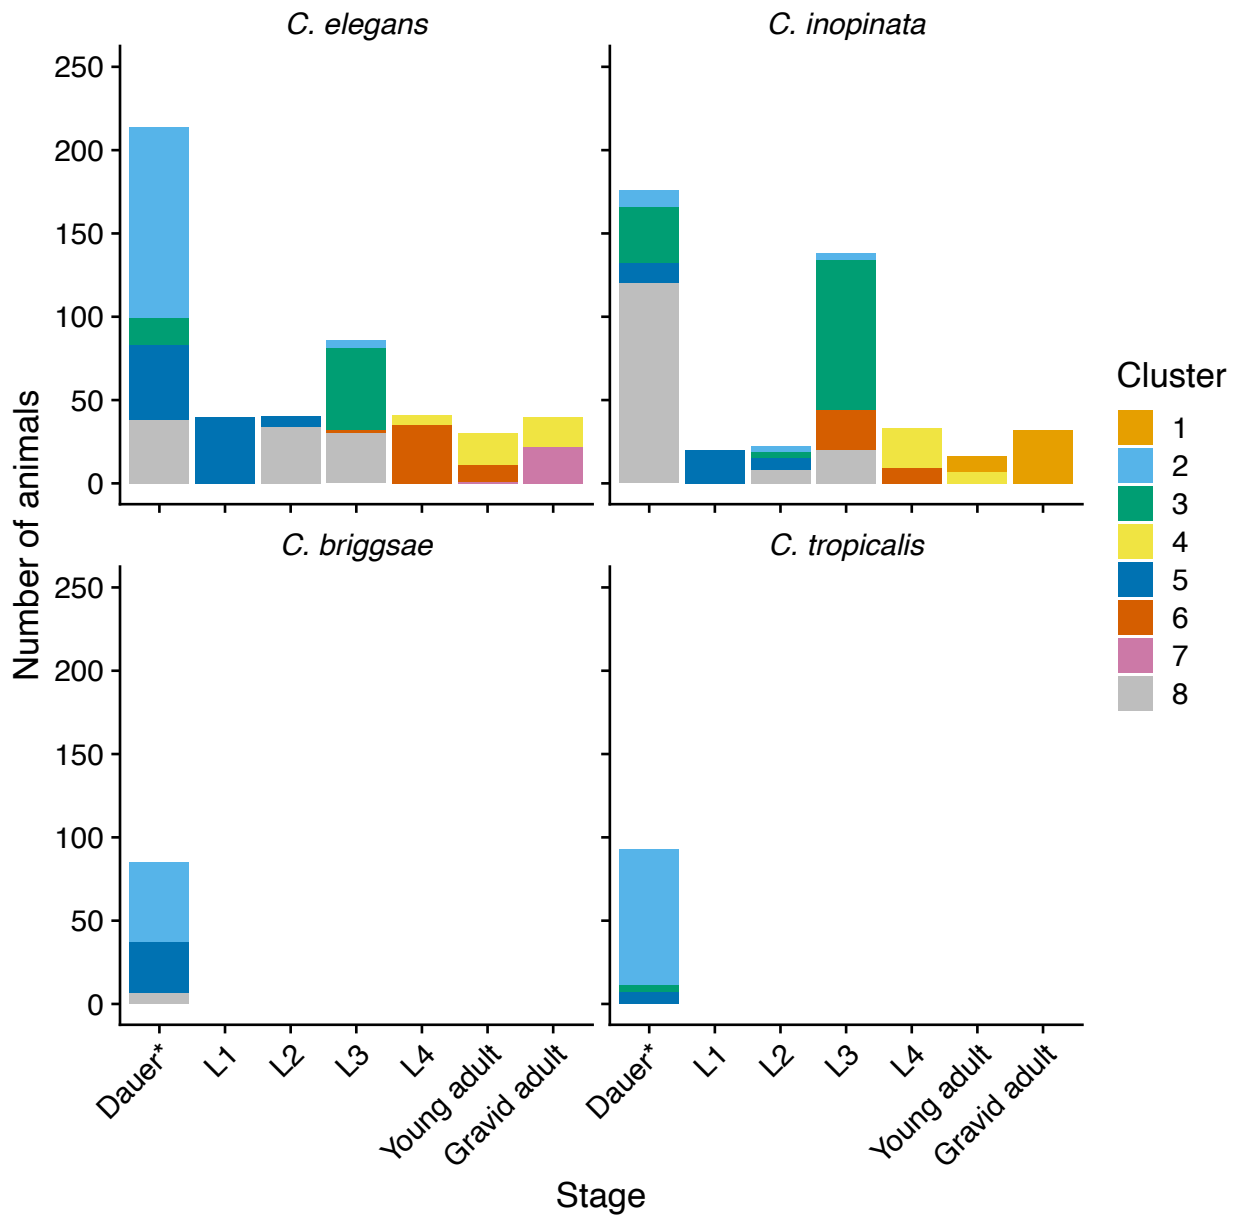 C. elegans
C. inopinata
250
200
150
100
50
0
C. briggsae
C. tropicalis
250
200
150
100
50
0
Number of animals
Dauer*
L1
L2
L3
L4
Young adult
Gravid adult
Dauer*
L1
L2
L3
L4
Young adult
Gravid adult
Stage
Cluster
1
2
3
4
5
6
7
8